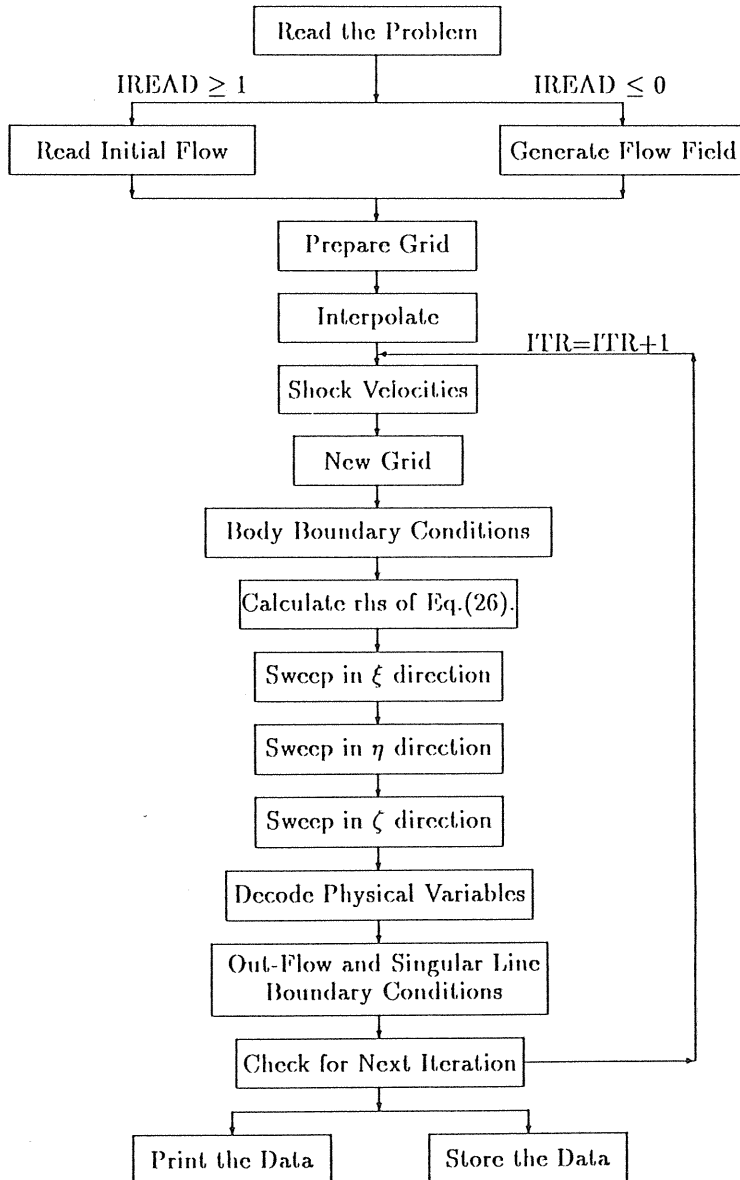 Read the Problem
IREAD ≥ 1
IREAD ≤ 0
Read Initial Flow
Generate Flow Field
Prepare Grid
Interpolate
ITR=ITR+1
Shock Velocities
New Grid
Body Boundary Conditions
Calculate rhs of Eq.(26).
Sweep in ξ direction
Sweep in η direction
Sweep in ζ direction
Decode Physical Variables
Out-Flow and Singular Line
Boundary Conditions
Check for Next Iteration
Print the Data
Store the Data